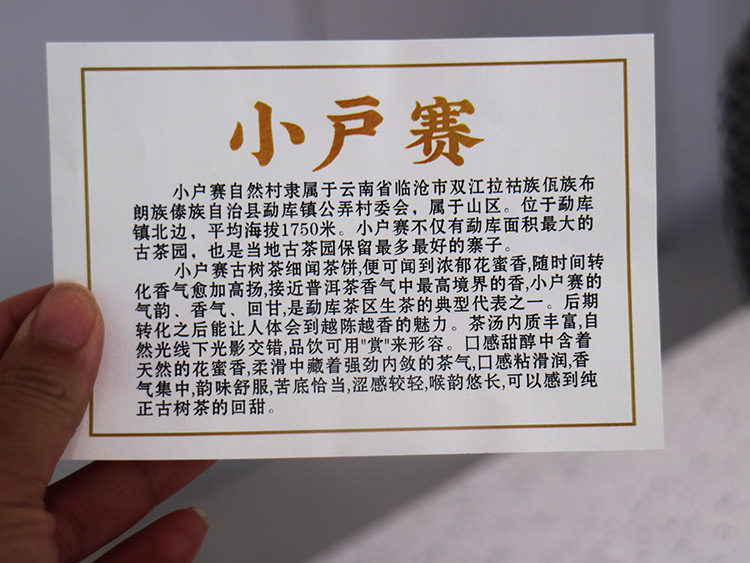 小户赛
小户赛自然村隶属于云南省临沧市双江拉祜族佤族布
朗族傣族自治县勐库镇公弄村委会，属于山区。位于勐库
镇北边，平均海拔1750米。小户赛不仅有勐库面积最大的
古茶园，也是当地古茶园保留最多最好的寨子。
小户赛古树茶细闻茶饼,便可闻到浓郁花蜜香,随时间转
化香气愈加高扬,接近普洱茶香气中最高境界的香,小户赛的
气韵、香气、回甘,是勐库茶区生茶的典型代表之一。后期
转化之后能让人体会到越陈越香的魅力。茶汤内质丰富,自
然光线下光影交错,品饮可用"赏"来形容。口感甜醇中含着
天然的花蜜香,柔滑中藏着强劲内敛的茶气,口感粘滑润,香
气集中,韵味舒服,苦底恰当,涩感较轻,喉韵悠长,可以感到纯
正古树茶的回甜。